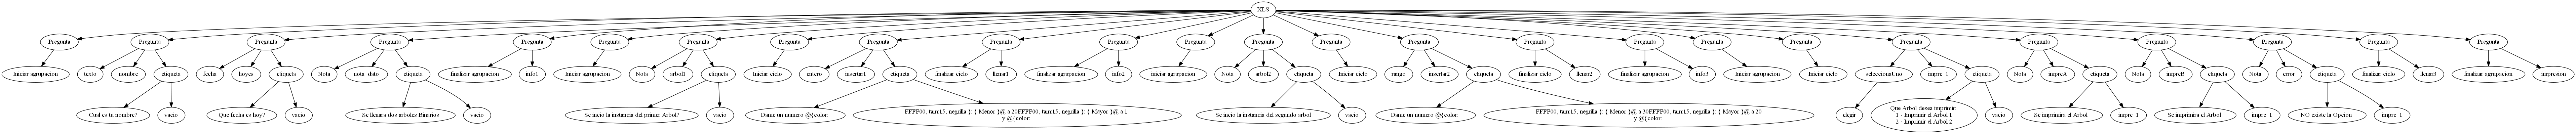 XLS
Pregunta Pregunta Pregunta Pregunta Pregunta Pregunta Pregunta Pregunta Pregunta Pregunta Pregunta Pregunta Pregunta Pregunta Pregunta Pregunta Pregunta Pregunta Pregunta Pregunta Pregunta Pregunta Pregunta Pregunta Pregunta
Iniciar agrupacion texto nombre etiqueta fecha hoyes etiqueta Nota nota_dato etiqueta finalizar agrupacion info1 Iniciar agrupacion Nota arbol1 etiqueta Iniciar ciclo entero insertar1 etiqueta finalizar ciclo llenar1 finalizar agrupacion info2 iniciar agrupacion Nota arbol2 etiqueta Iniciar ciclo rango insertar2 etiqueta finalizar ciclo llenar2 finalizar agrupacion info3 Iniciar agrupacion Iniciar ciclo seleccionaUno impre_1 etiqueta Nota impreA etiqueta Nota impreB etiqueta Nota error etiqueta finalizar ciclo llenar3 finalizar agrupacion impresion
Cual es tu nombre? vacio Que fecha es hoy? vacio Se llenara dos arboles Binarios vacio Se incio la instancia del primer Arbol? vacio Dame un numero @{color: FFFF00, tam:15, negrilla }: { Menor }@ a 20FFFF00, tam:15, negrilla }: { Mayor }@ a 1
y @{color: Se incio la instancia del segundo arbol vacio Dame un numero @{color: FFFF00, tam:15, negrilla }: { Menor }@ a 30FFFF00, tam:15, negrilla }: { Mayor }@ a 20
y @{color: elegir Que Arbol desea imprimir:
1 - Imprimir el Arbol 1
2 - Imprimir el Arbol 2 vacio Se imprimira el Arbol impre_1 Se imprimira el Arbol impre_1 NO existe la Opcion impre_1